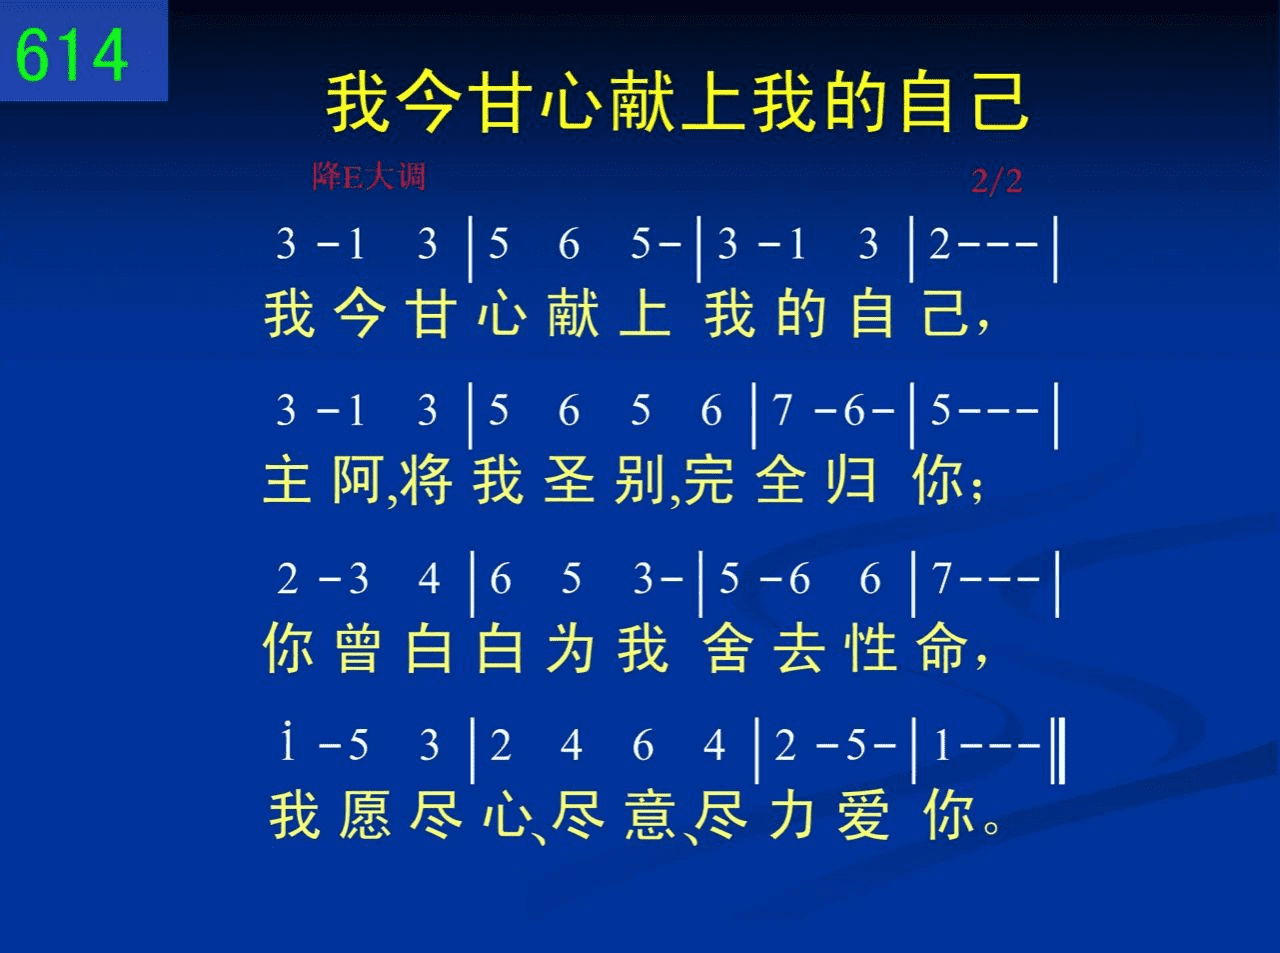 614
我今甘心献上我的自己
降E大调 2/2
3 -1 3 | 5 6 5- | 3 -1 3 | 2--- |
我今甘心献上 我的自己，
3 -1 3 | 5 6 5 6 | 7 -6- | 5--- |
主阿,将我圣别,完全归 你；
2 -3 4 | 6 5 3- | 5 -6 6 | 7--- |
你曾白白为我 舍去性命，
i -5 3 | 2 4 6 4 | 2 -5- | 1--- ‖
我愿尽心、尽意、尽力爱 你。